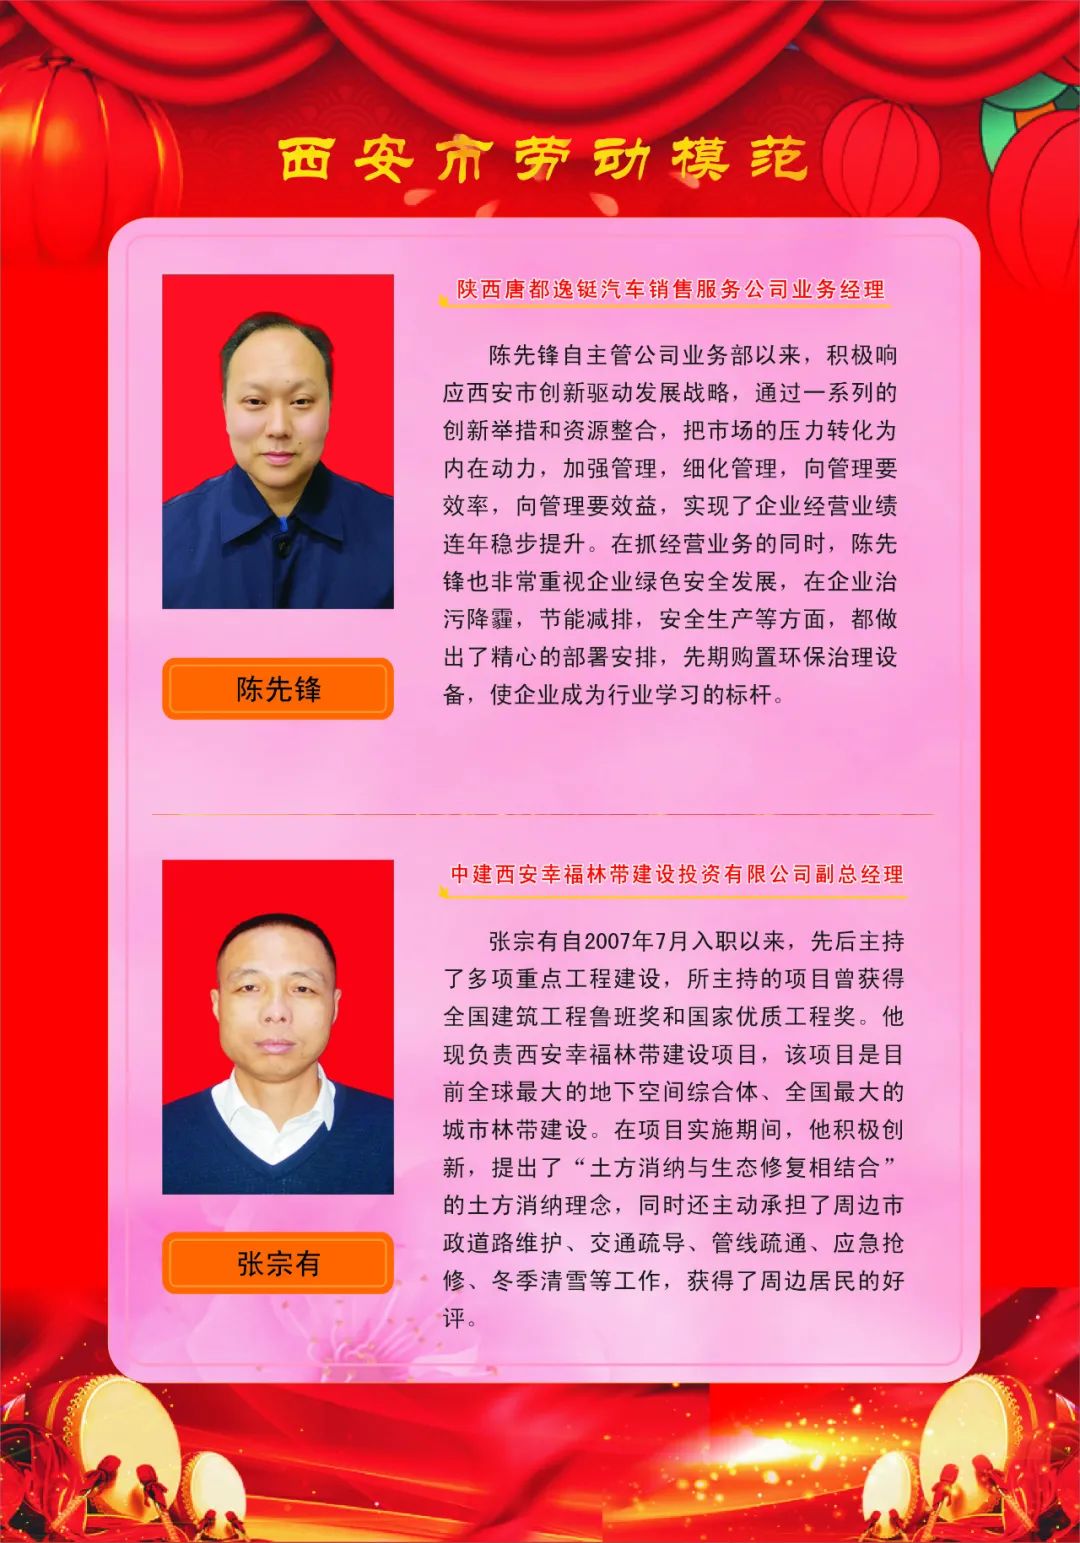 西安市劳动模范
陕西唐都逸铤汽车销售服务公司业务经理
陈先锋自主管公司业务部以来，积极响
应西安市创新驱动发展战略，通过一系列的
创新举措和资源整合，把市场的压力转化为
内在动力，加强管理，细化管理，向管理要
效率，向管理要效益，实现了企业经营业绩
连年稳步提升。在抓经营业务的同时，陈先
锋也非常重视企业绿色安全发展，在企业治
污降霾，节能减排，安全生产等方面，都做
出了精心的部署安排，先期购置环保治理设
备，使企业成为行业学习的标杆。
陈先锋
中建西安幸福林带建设投资有限公司副总经理
张宗有自2007年7月入职以来，先后主持
了多项重点工程建设，所主持的项目曾获得
全国建筑工程鲁班奖和国家优质工程奖。他
现负责西安幸福林带建设项目，该项目是目
前全球最大的地下空间综合体、全国最大的
城市林带建设。在项目实施期间，他积极创
新，提出了“土方消纳与生态修复相结合”
的土方消纳理念，同时还主动承担了周边市
政道路维护、交通疏导、管线疏通、应急抢
修、冬季清雪等工作，获得了周边居民的好
评。
张宗有